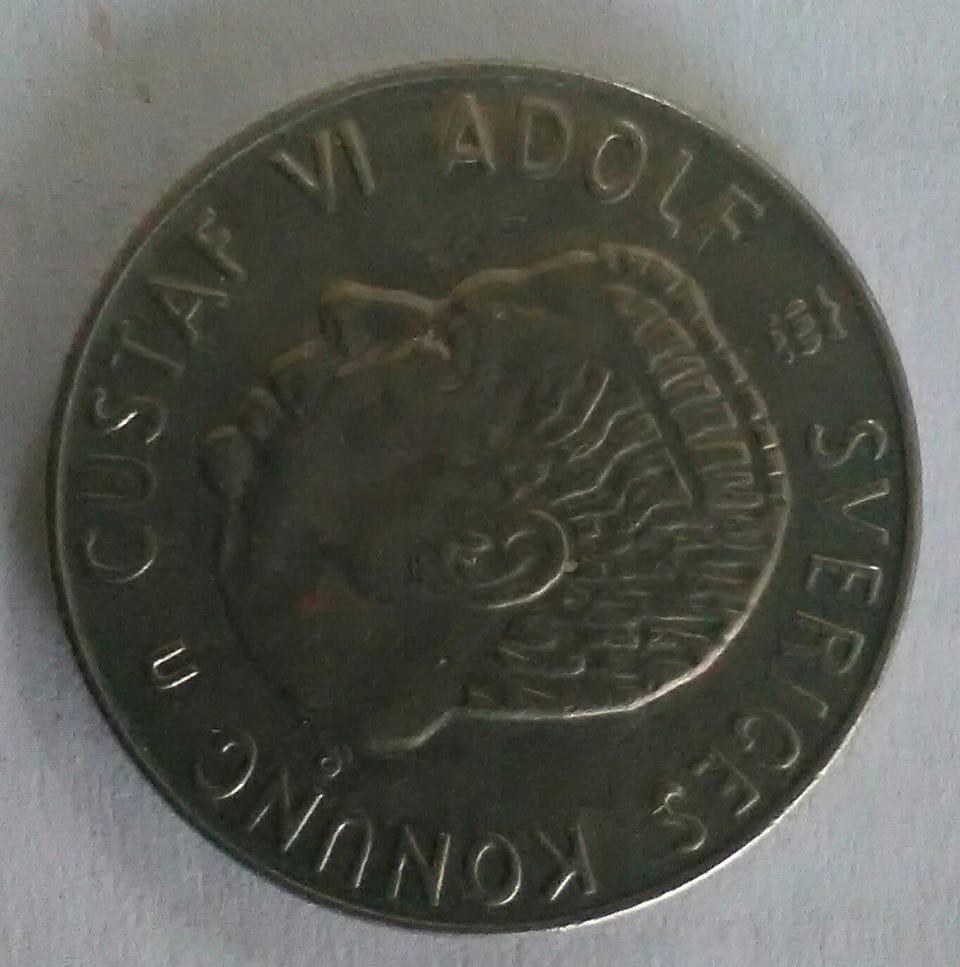 GUSTAF VI ADOLF
SVERIGES KONUNG
U